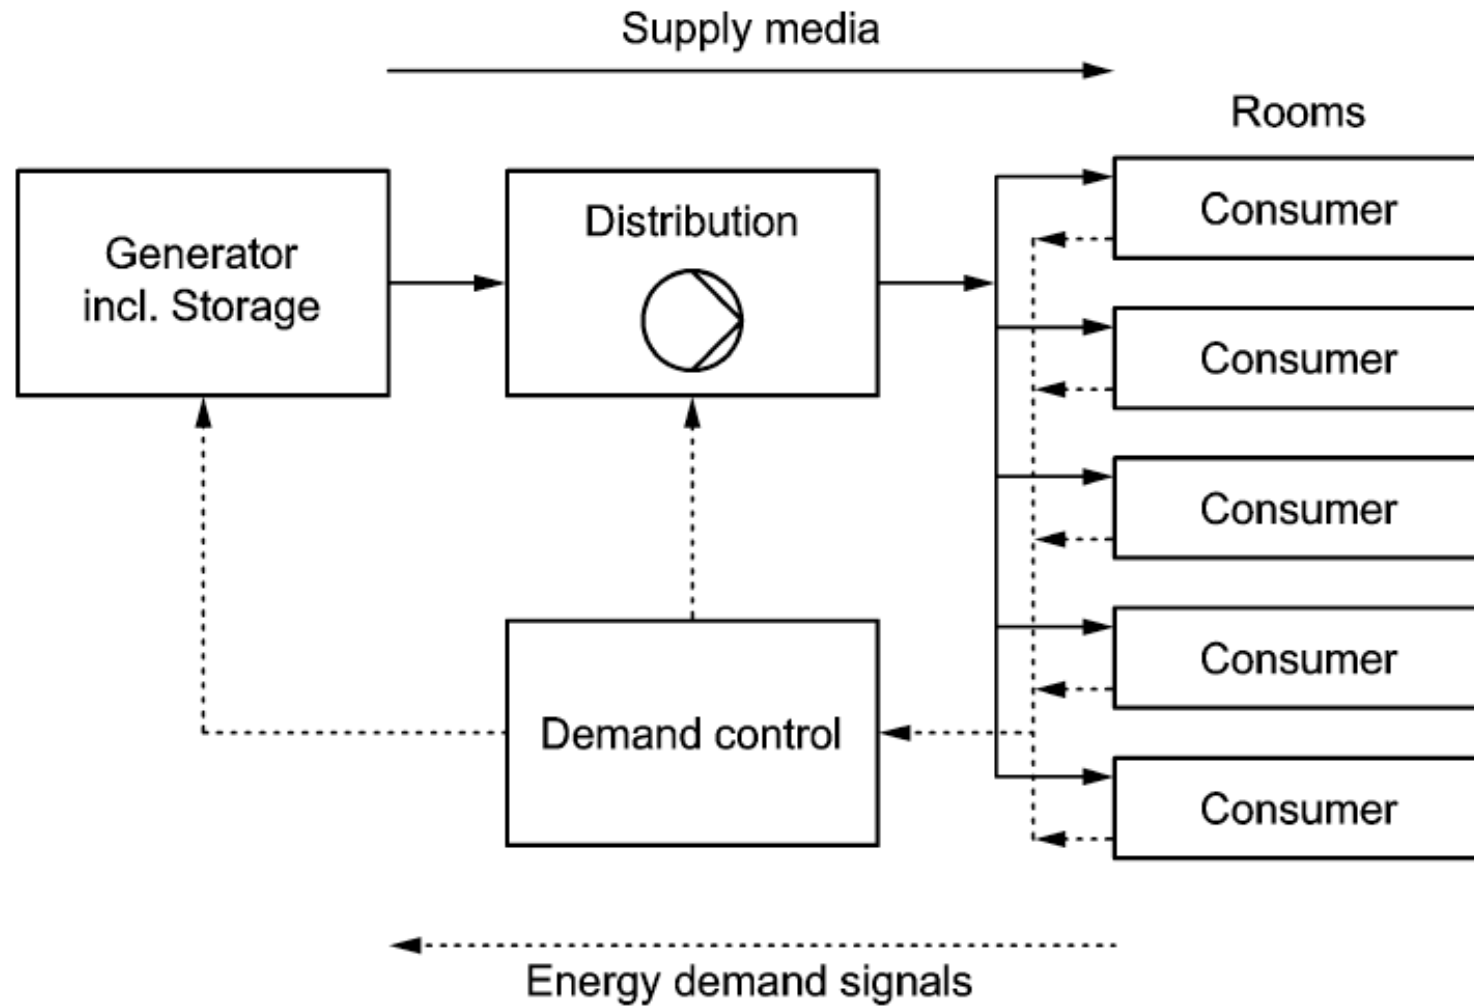 Supply media
Rooms
Generator
incl. Storage
Distribution
Consumer
Consumer
Consumer
Consumer
Consumer
Demand control
Energy demand signals